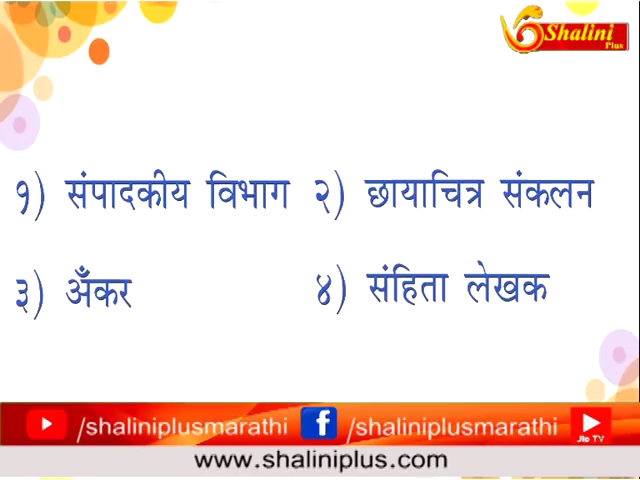 Shalini
Plus
१) संपादकीय विभाग २) छायाचित्र संकलन
३) अँकर ४) संहिता लेखक
/shaliniplusmarathi /shaliniplusmarathi
Jio TV
www.shaliniplus.com